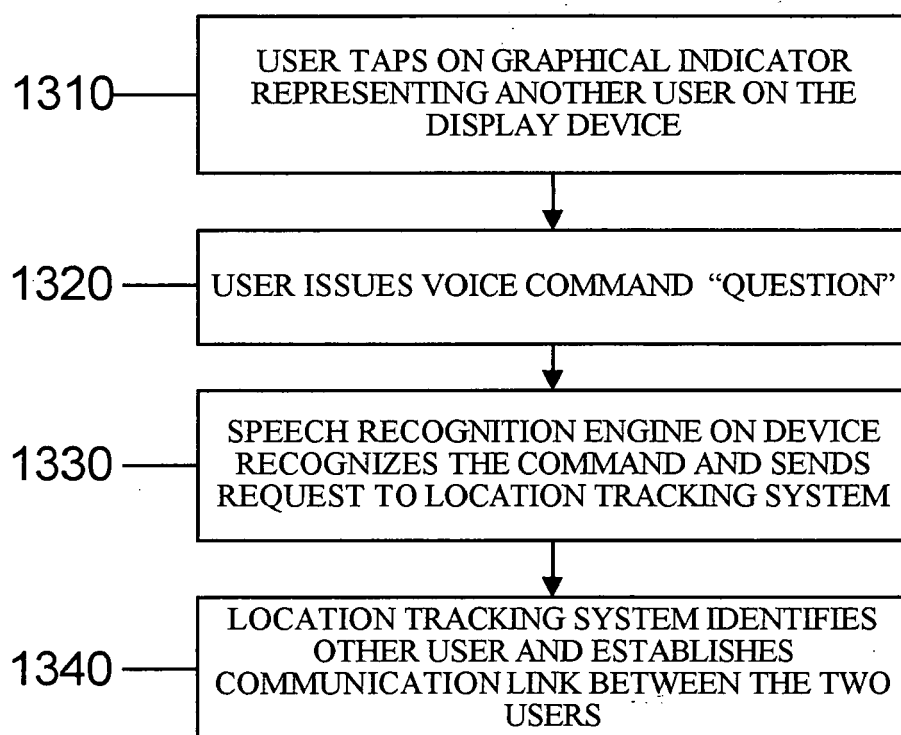 1310
USER TAPS ON GRAPHICAL INDICATOR
REPRESENTING ANOTHER USER ON THE
DISPLAY DEVICE
1320
USER ISSUES VOICE COMMAND “QUESTION”
1330
SPEECH RECOGNITION ENGINE ON DEVICE
RECOGNIZES THE COMMAND AND SENDS
REQUEST TO LOCATION TRACKING SYSTEM
1340
LOCATION TRACKING SYSTEM IDENTIFIES
OTHER USER AND ESTABLISHES
COMMUNICATION LINK BETWEEN THE TWO
USERS